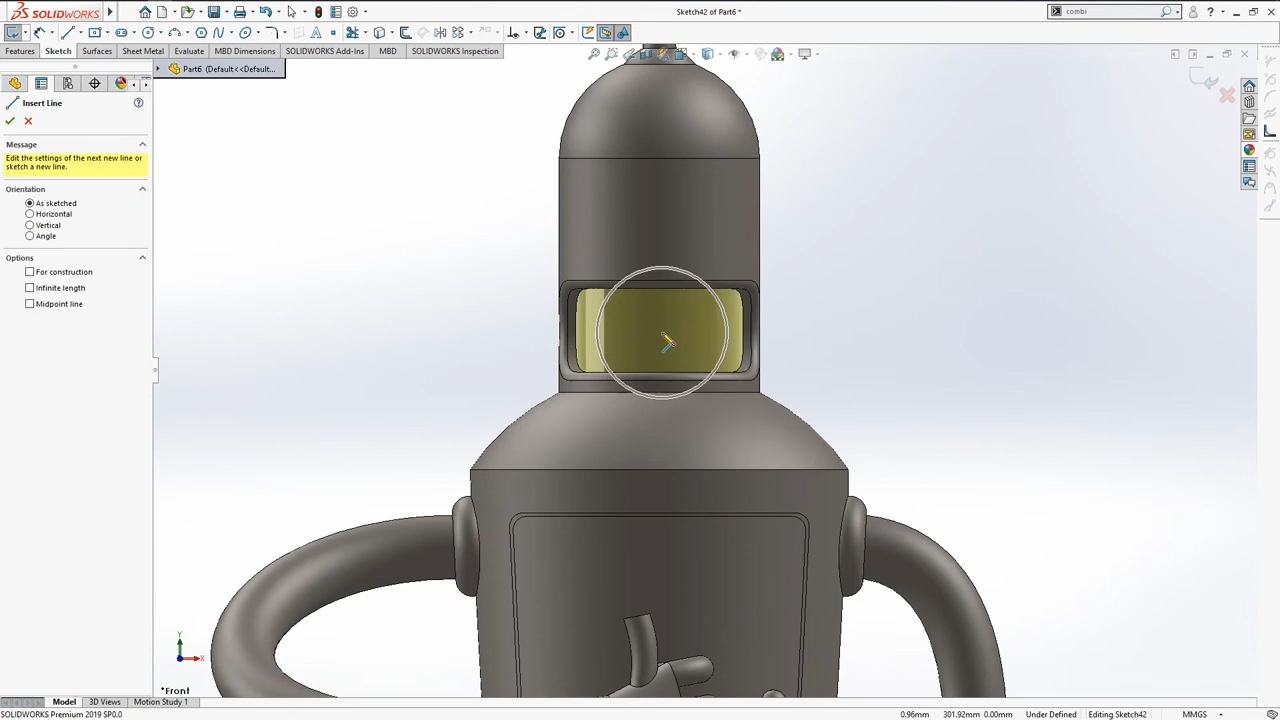 SOLIDWORKS
Sketch42 of Part6 *
combi
Features
Sketch
Surfaces
Sheet Metal
Evaluate
MBD Dimensions
SOLIDWORKS Add-Ins
MBD
SOLIDWORKS Inspection
Part6 (Default<<Default...
Insert Line
Message
Edit the settings of the next new line or
sketch a new line.
Orientation
As sketched
Horizontal
Vertical
Angle
Options
For construction
Infinite length
Midpoint line
Y
X
*Front
Model
3D Views
Motion Study 1
SOLIDWORKS Premium 2019 SP0.0
0.96mm
301.92mm 0.00mm
Under Defined
Editing Sketch42
MMGS